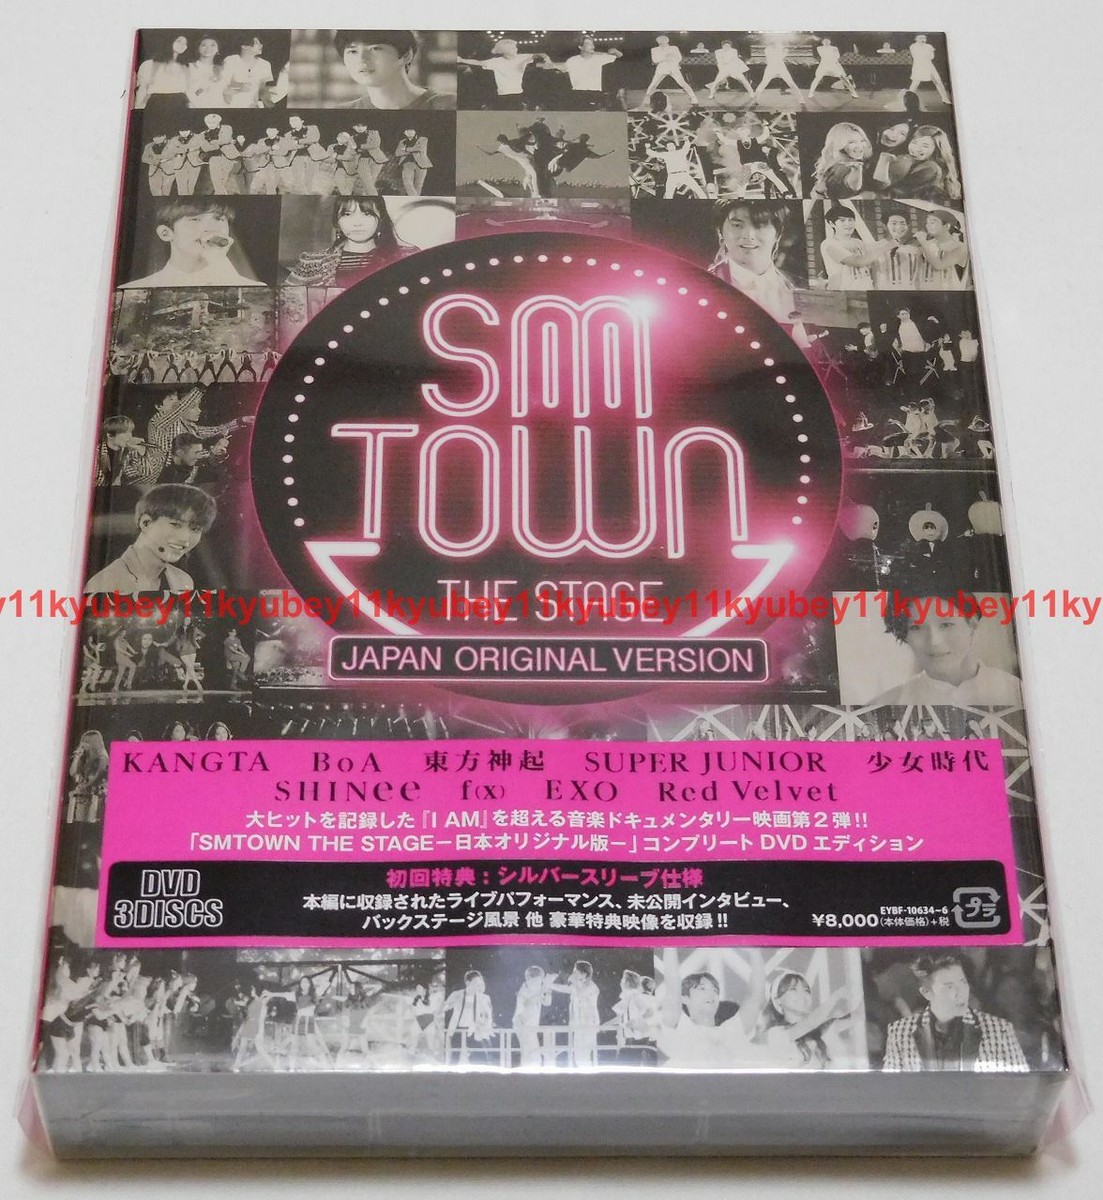 SM
TOWN
THE STAGE
y11kyubey11kyubey11kyubey11kyubey11kyubey11kyubey11ky
JAPAN ORIGINAL VERSION
KANGTA BoA 東方神起 SUPER JUNIOR 少女時代
SHINee f(x) EXO Red Velvet
大ヒットを記録した『I AM』を超える音楽ドキュメンタリー映画第2弾!!
「SMTOWN THE STAGE－日本オリジナル版－」コンプリート DVD エディション
DVD
3DISCS
初回特典：シルバースリーブ仕様
本編に収録されたライブパフォーマンス、未公開インタビュー、
バックステージ風景 他 豪華特典映像を収録!!
EYBF-10634~6
¥8,000(本体価格)+税
プラ